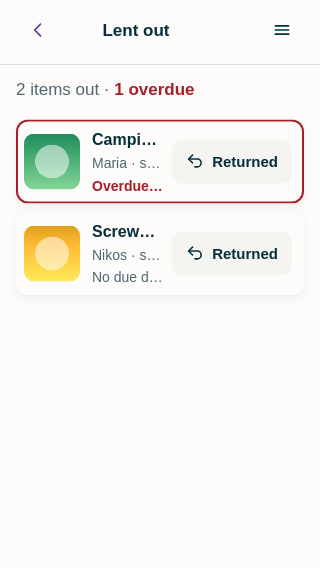 Lent out
2 items out · 1 overdue
Campi...
Maria · s...
Overdue...
Returned
Screw...
Nikos · s...
No due d...
Returned